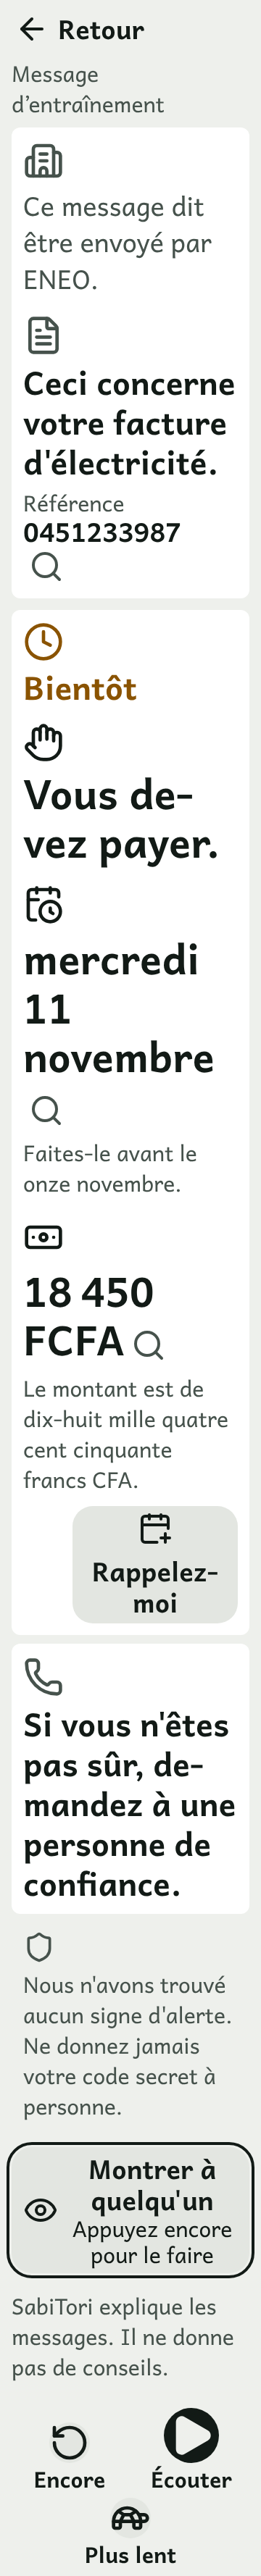 Retour
Message
d’entraînement
Ce message dit
être envoyé par
ENEO.
Ceci concerne
votre facture
d'électricité.
Référence
0451233987
Bientôt
Vous de-
vez payer.
mercredi
11
novembre
Faites-le avant le
onze novembre.
18 450
FCFA
Le montant est de
dix-huit mille quatre
cent cinquante
francs CFA.
Rappelez-
moi
Si vous n'êtes
pas sûr, de-
mandez à une
personne de
confiance.
Nous n'avons trouvé
aucun signe d'alerte.
Ne donnez jamais
votre code secret à
personne.
Montrer à
quelqu'un
Appuyez encore
pour le faire
SabiTori explique les
messages. Il ne donne
pas de conseils.
Encore
Écouter
Plus lent